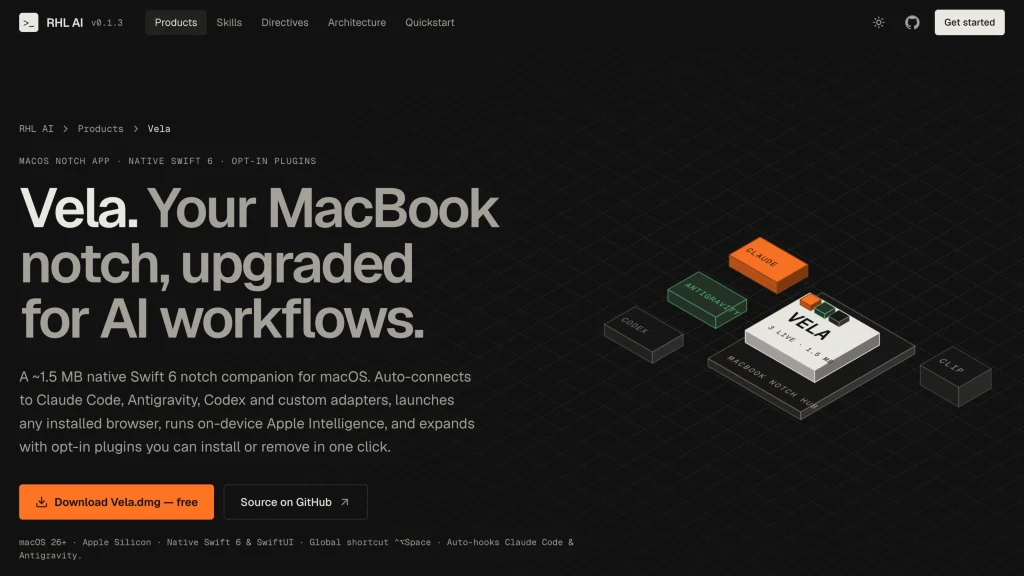 >_ RHL AI v0.1.3 Products Skills Directives Architecture Quickstart Get started
RHL AI > Products > Vela
MACOS NOTCH APP · NATIVE SWIFT 6 · OPT-IN PLUGINS
Vela. Your MacBook
notch, upgraded
for AI workflows.
A ~1.5 MB native Swift 6 notch companion for macOS. Auto-connects
to Claude Code, Antigravity, Codex and custom adapters, launches
any installed browser, runs on-device Apple Intelligence, and expands
with opt-in plugins you can install or remove in one click.
Download Vela.dmg — free
Source on GitHub ↗
macOS 26+ · Apple Silicon · Native Swift 6 & SwiftUI · Global shortcut ⌃⌥Space · Auto-hooks Claude Code &
Antigravity.
CLAUDE
ANTIGRAVITY
CODEX
VELA
3 LIVE · 1.5 MB
MACBOOK NOTCH HUB
CLIP